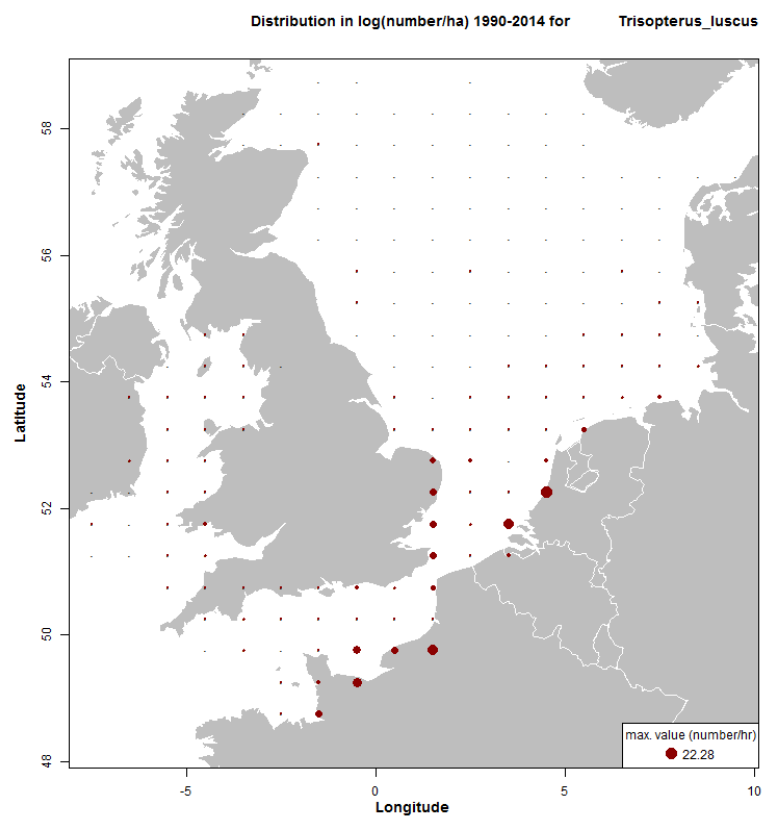 Distribution in log(number/ha) 1990-2014 for Trisopterus_luscus
58
56
54
52
50
48
Latitude
-5 0 5 10
Longitude
max. value (number/hr)
22.28